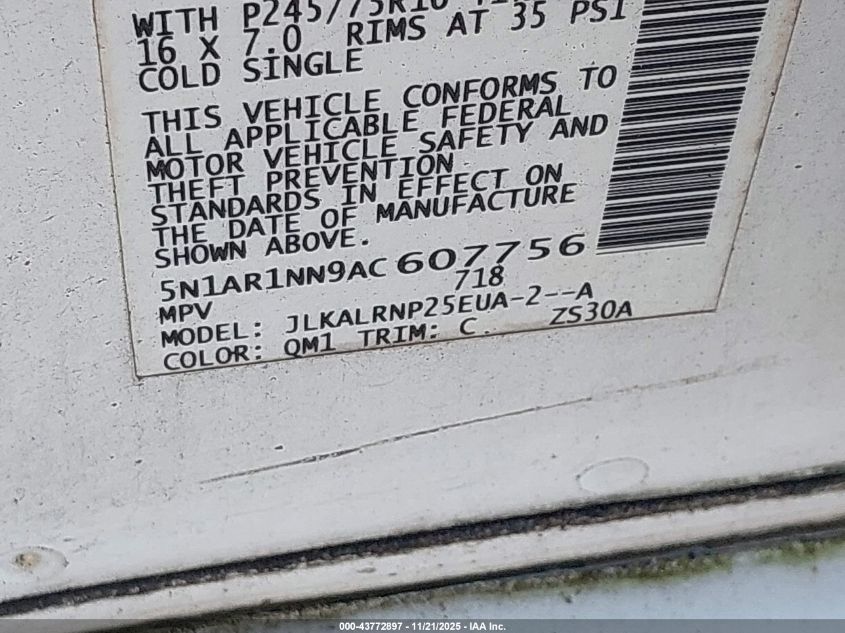 WITH P245/75R16
16 X 7.0 RIMS AT 35 PSI
COLD SINGLE
THIS VEHICLE CONFORMS TO
ALL APPLICABLE FEDERAL
MOTOR VEHICLE SAFETY AND
THEFT PREVENTION
STANDARDS IN EFFECT ON
THE DATE OF MANUFACTURE
SHOWN ABOVE.
5N1AR1NN9AC 607756
MPV 718
MODEL: JLKALRNP25EUA-2--A
COLOR: QM1 TRIM: C. ZS30A
000-43772897 - 11/21/2025 - IAA Inc.